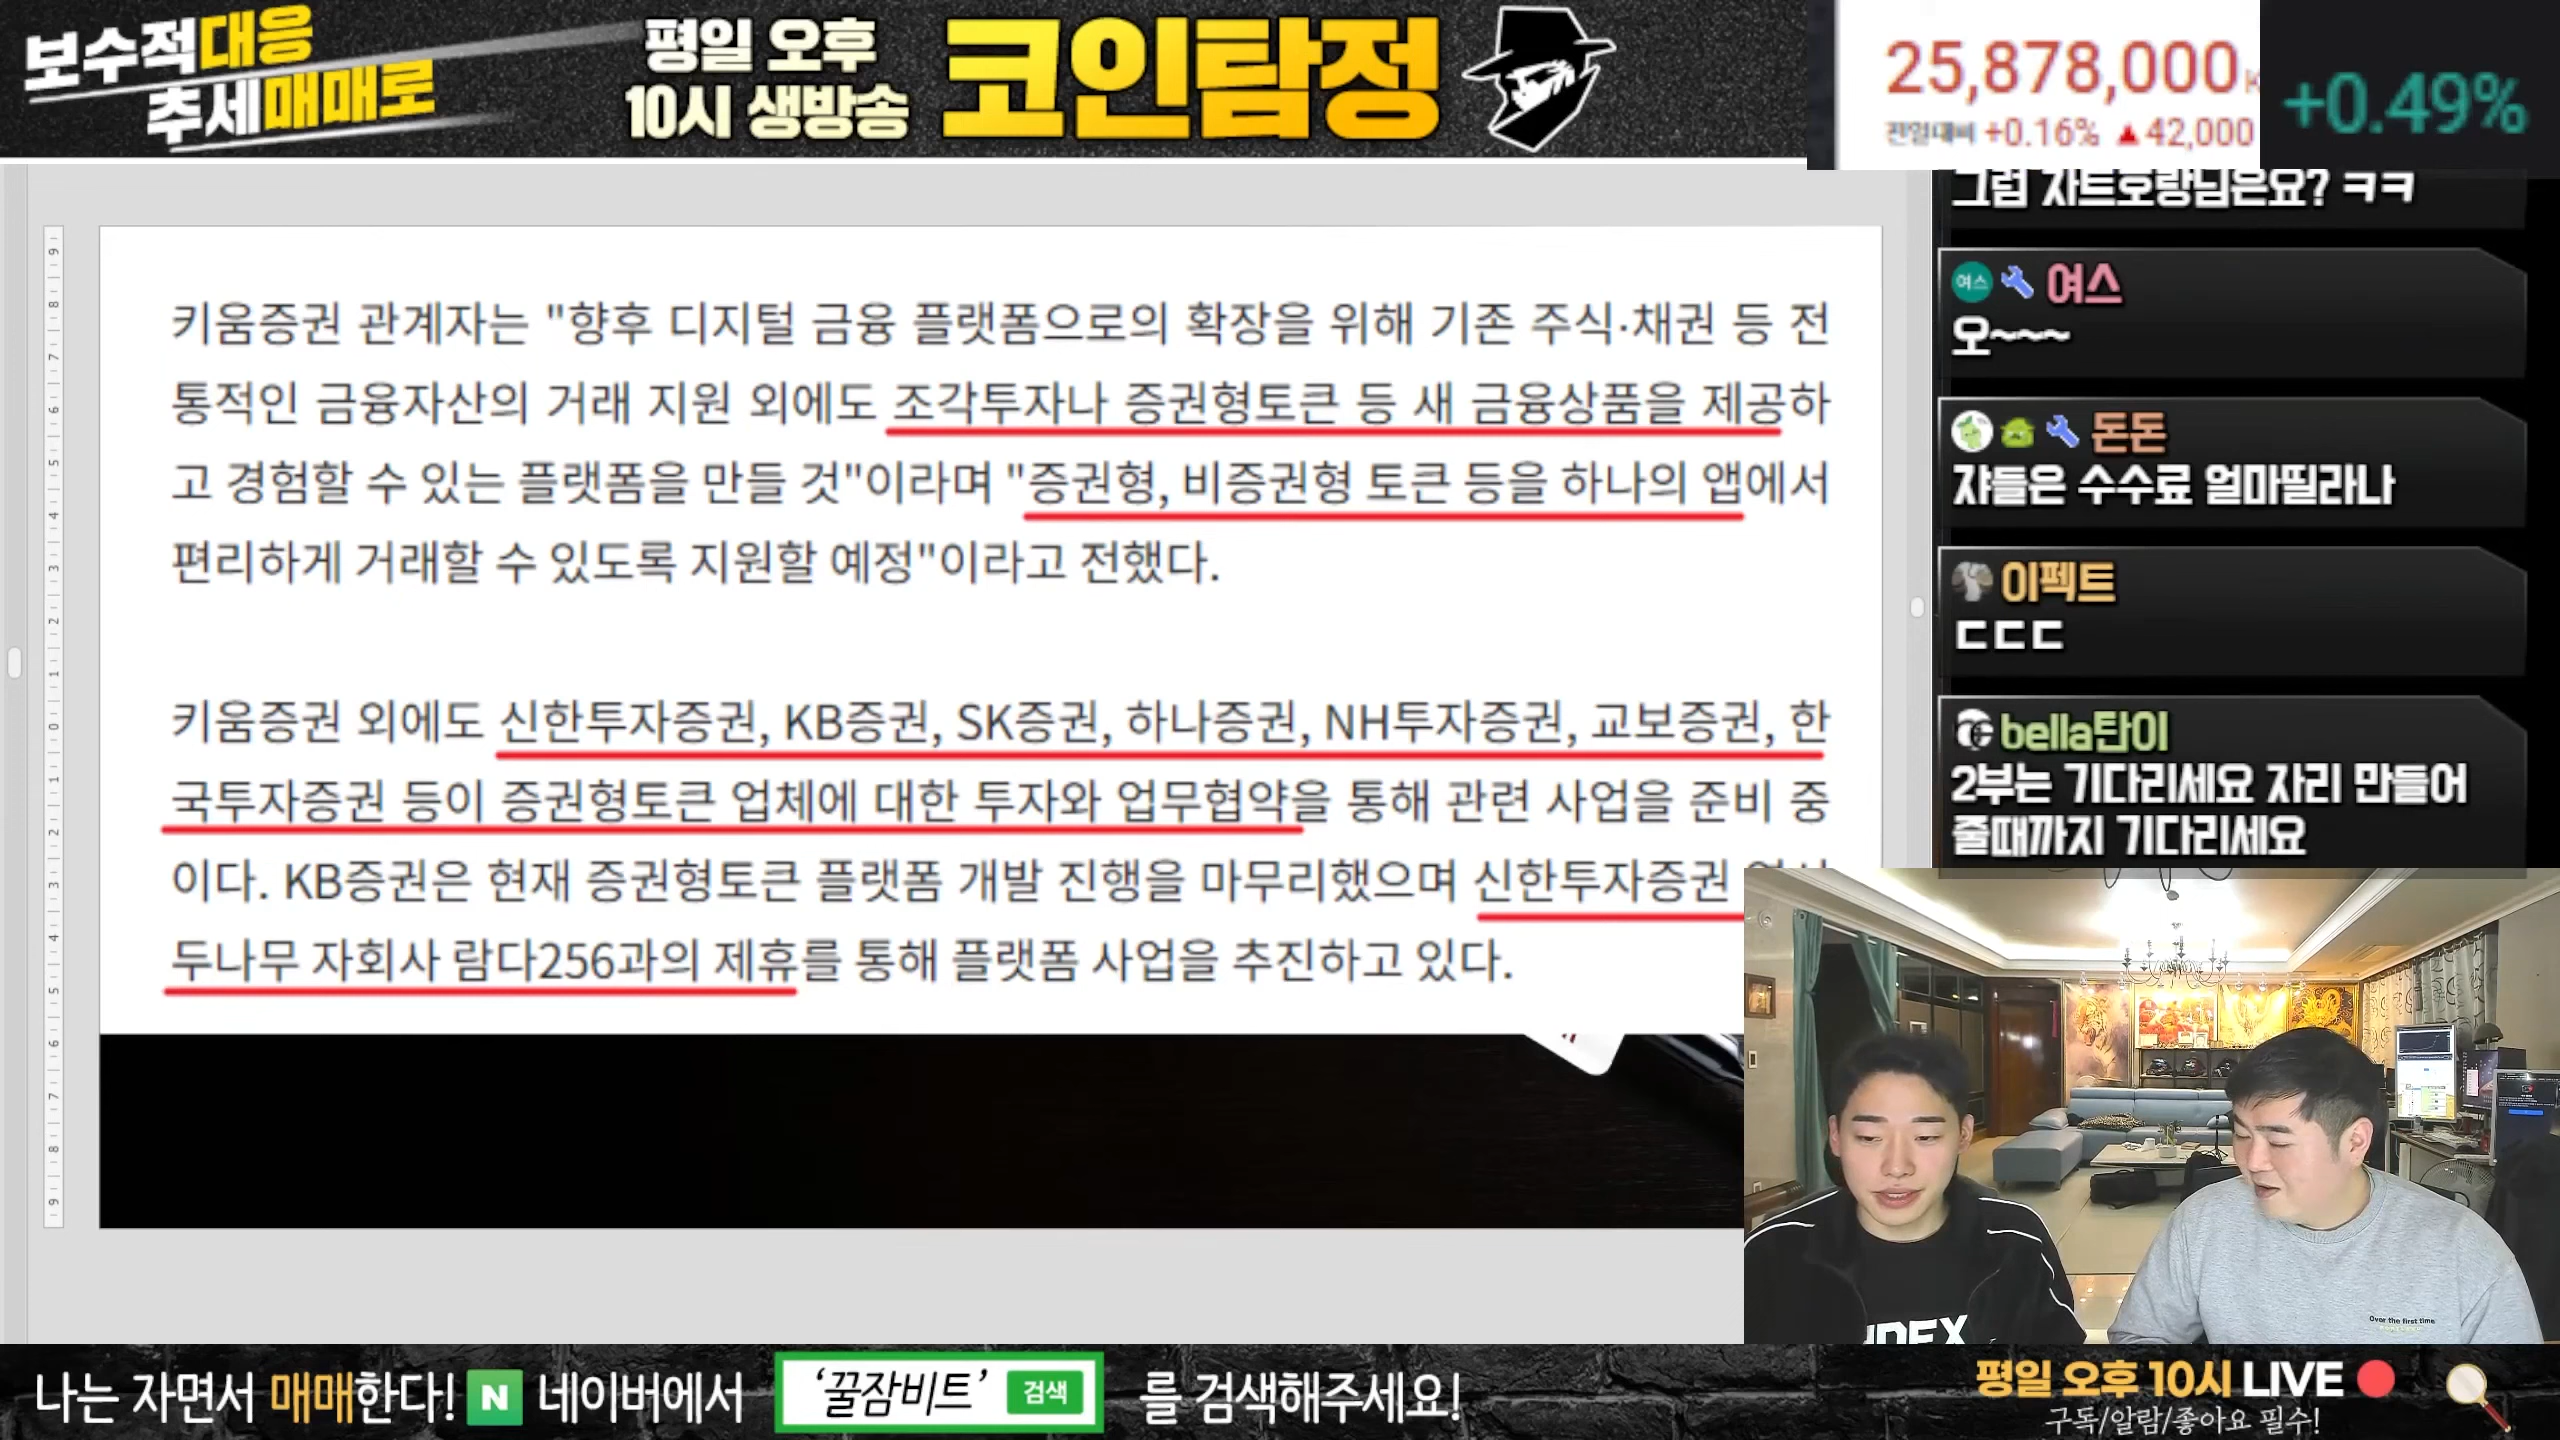 보수적대응
추세매매로
평일 오후
10시 생방송
코인탐정
25,878,000
전일대비 +0.16% ▲42,000
+0.49%
키움증권 관계자는 "향후 디지털 금융 플랫폼으로의 확장을 위해 기존 주식·채권 등 전
통적인 금융자산의 거래 지원 외에도 조각투자나 증권형토큰 등 새 금융상품을 제공하
고 경험할 수 있는 플랫폼을 만들 것"이라며 "증권형, 비증권형 토큰 등을 하나의 앱에서
편리하게 거래할 수 있도록 지원할 예정"이라고 전했다.
키움증권 외에도 신한투자증권, KB증권, SK증권, 하나증권, NH투자증권, 교보증권, 한
국투자증권 등이 증권형토큰 업체에 대한 투자와 업무협약을 통해 관련 사업을 준비 중
이다. KB증권은 현재 증권형토큰 플랫폼 개발 진행을 마무리했으며 신한투자증권
두나무 자회사 람다256과의 제휴를 통해 플랫폼 사업을 추진하고 있다.
그럼 차트호랑님은요? ㅋㅋ
여스 여스
오~~~
돈돈
쟈들은 수수료 얼마띨라나
이펙트
ㄷㄷㄷ
bella탄이
2부는 기다리세요 자리 만들어
줄때까지 기다리세요
Over the first time
나는 자면서 매매한다! N 네이버에서 '꿀잠비트' 검색 를 검색해주세요!
평일 오후 10시 LIVE
구독/알람/좋아요 필수!